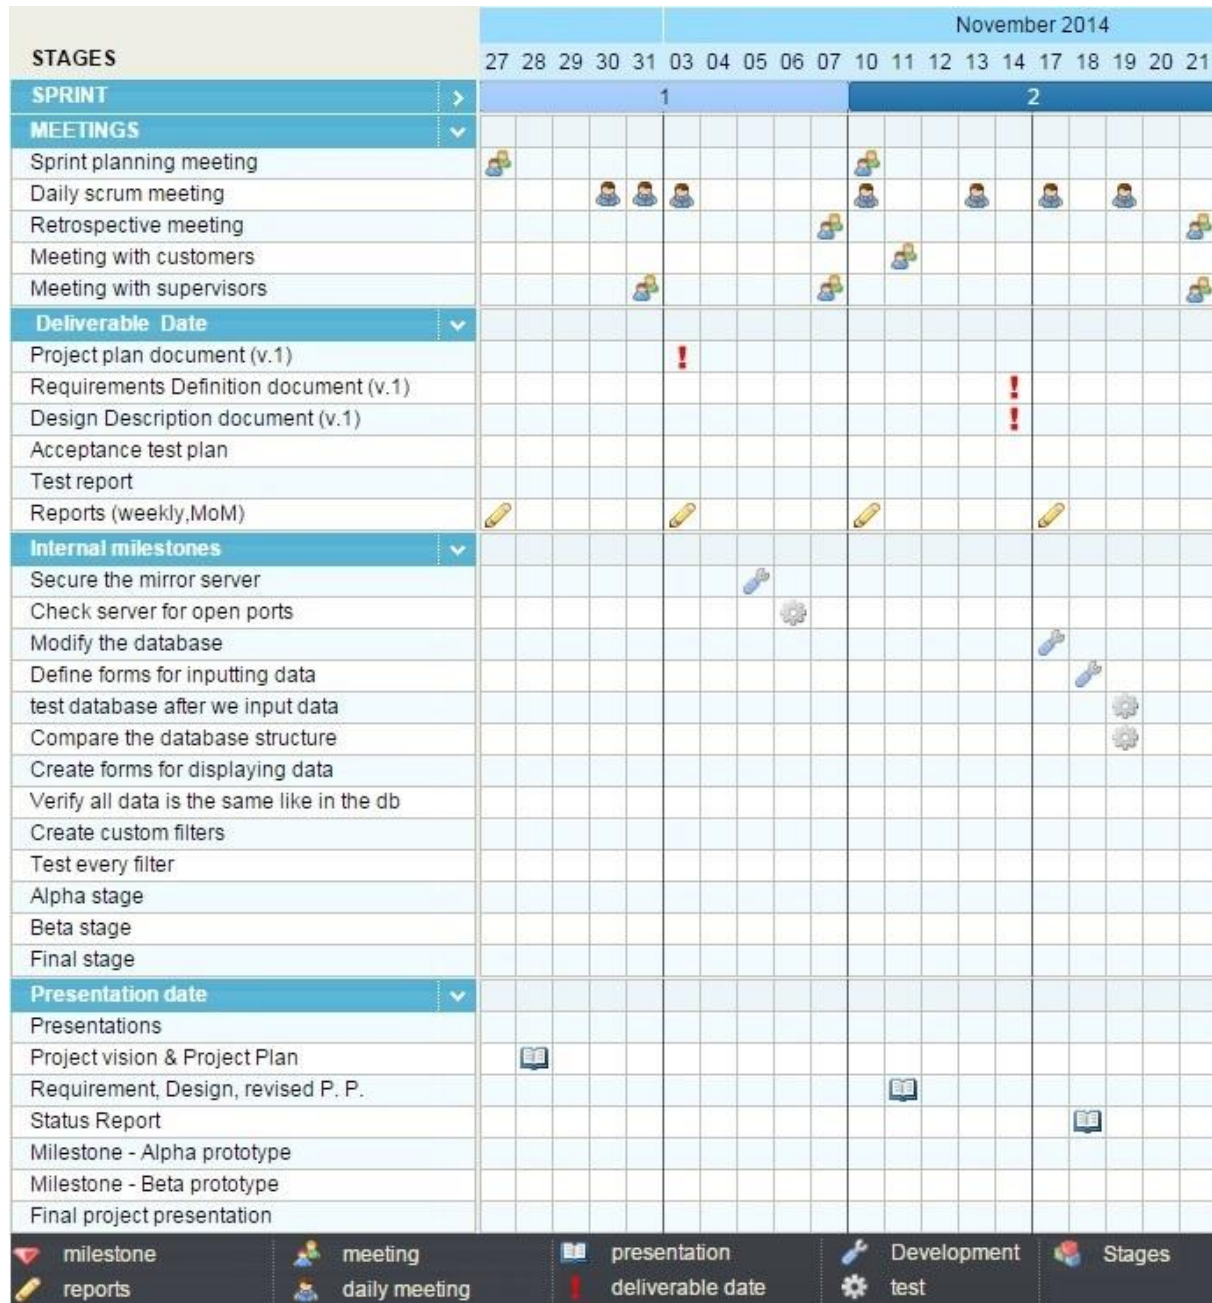 November 2014
STAGES 27 28 29 30 31 03 04 05 06 07 10 11 12 13 14 17 18 19 20 21
SPRINT 1 2
MEETINGS
Sprint planning meeting
Daily scrum meeting
Retrospective meeting
Meeting with customers
Meeting with supervisors
Deliverable Date
Project plan document (v.1)
Requirements Definition document (v.1)
Design Description document (v.1)
Acceptance test plan
Test report
Reports (weekly,MoM)
Internal milestones
Secure the mirror server
Check server for open ports
Modify the database
Define forms for inputting data
test database after we input data
Compare the database structure
Create forms for displaying data
Verify all data is the same like in the db
Create custom filters
Test every filter
Alpha stage
Beta stage
Final stage
Presentation date
Presentations
Project vision & Project Plan
Requirement, Design, revised P. P.
Status Report
Milestone - Alpha prototype
Milestone - Beta prototype
Final project presentation
milestone meeting presentation Development Stages
reports daily meeting deliverable date test